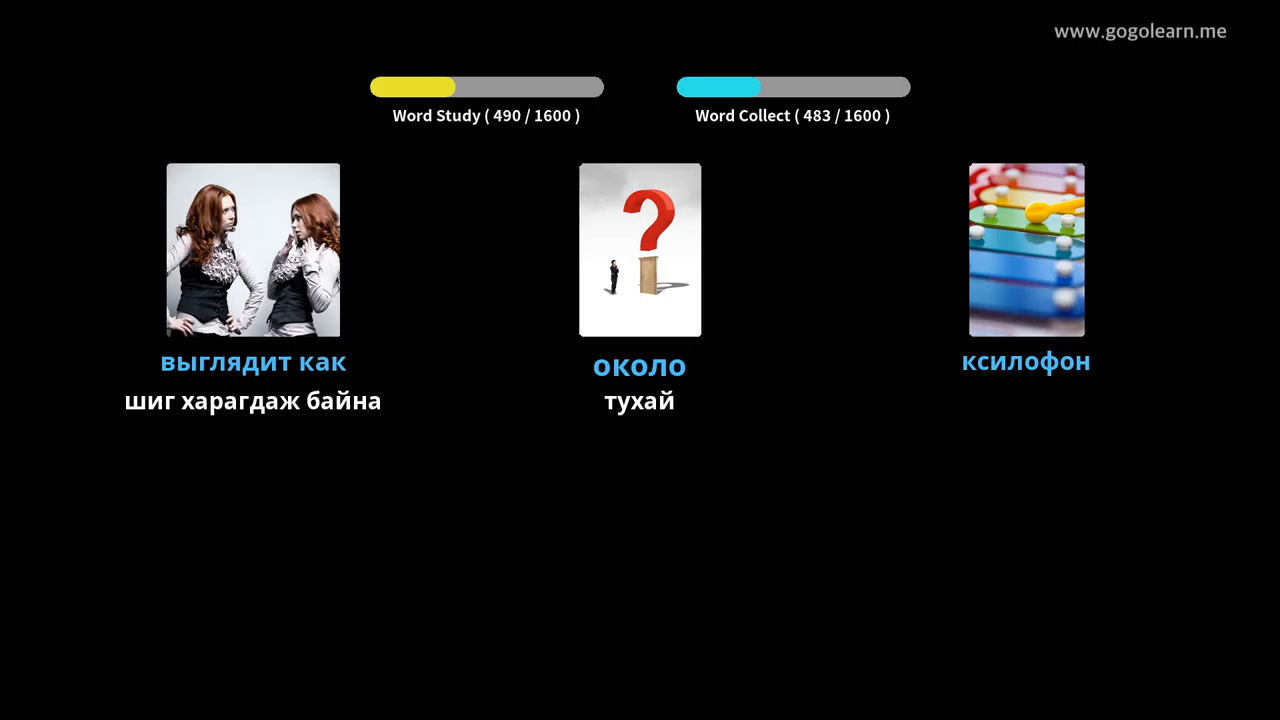 www.gogolearn.me
Word Study ( 490 / 1600 )
Word Collect ( 483 / 1600 )
выглядит как
шиг харагдаж байна
около
тухай
ксилофон